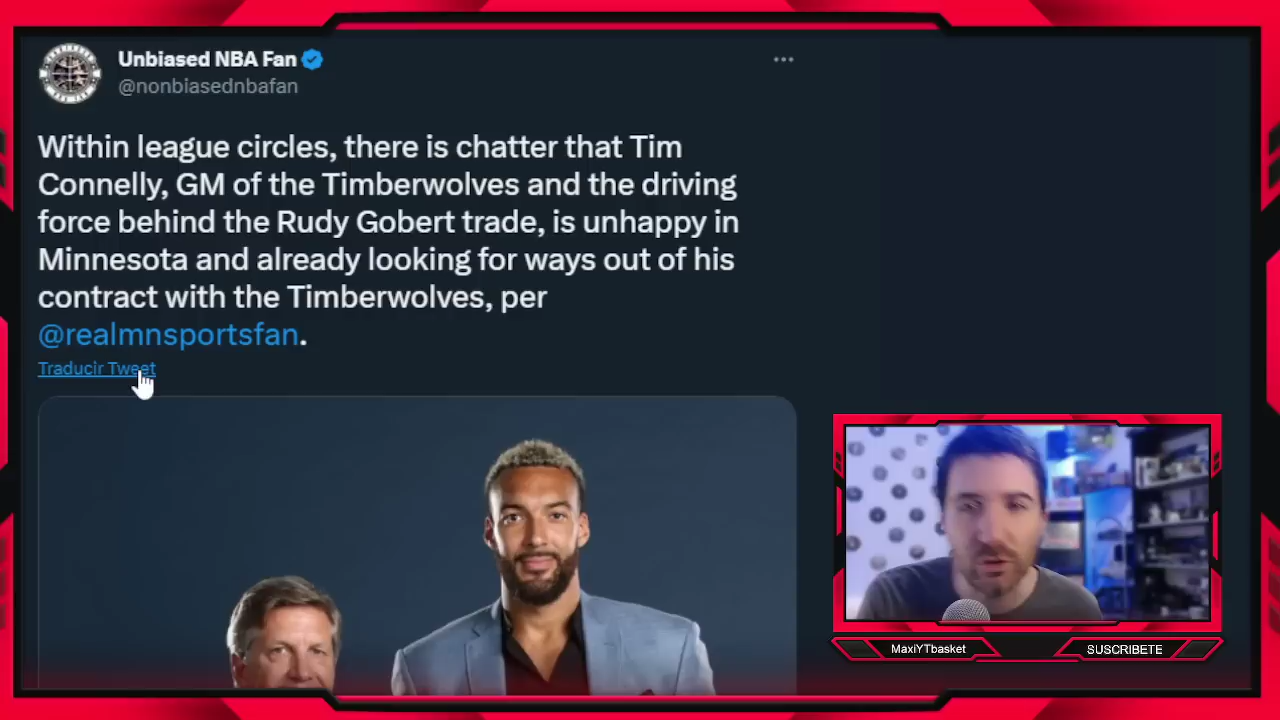 Unbiased NBA Fan
@nonbiasednbafan
Within league circles, there is chatter that Tim
Connelly, GM of the Timberwolves and the driving
force behind the Rudy Gobert trade, is unhappy in
Minnesota and already looking for ways out of his
contract with the Timberwolves, per
@realmnsportsfan.
Traducir Tweet
MaxiYTbasket
SUSCRIBETE